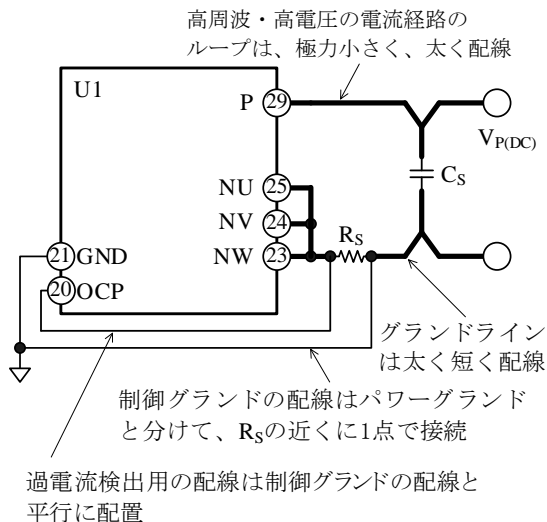 高周波・高電圧の電流経路の
ループは、極力小さく、太く配線
U1
P
29
VP(DC)
CS
NU
25
NV
24
NW
23
RS
21
GND
20
OCP
グランドライン
は太く短く配線
制御グランドの配線はパワーグランド
と分けて、RSの近くに1点で接続
過電流検出用の配線は制御グランドの配線と
平行に配置